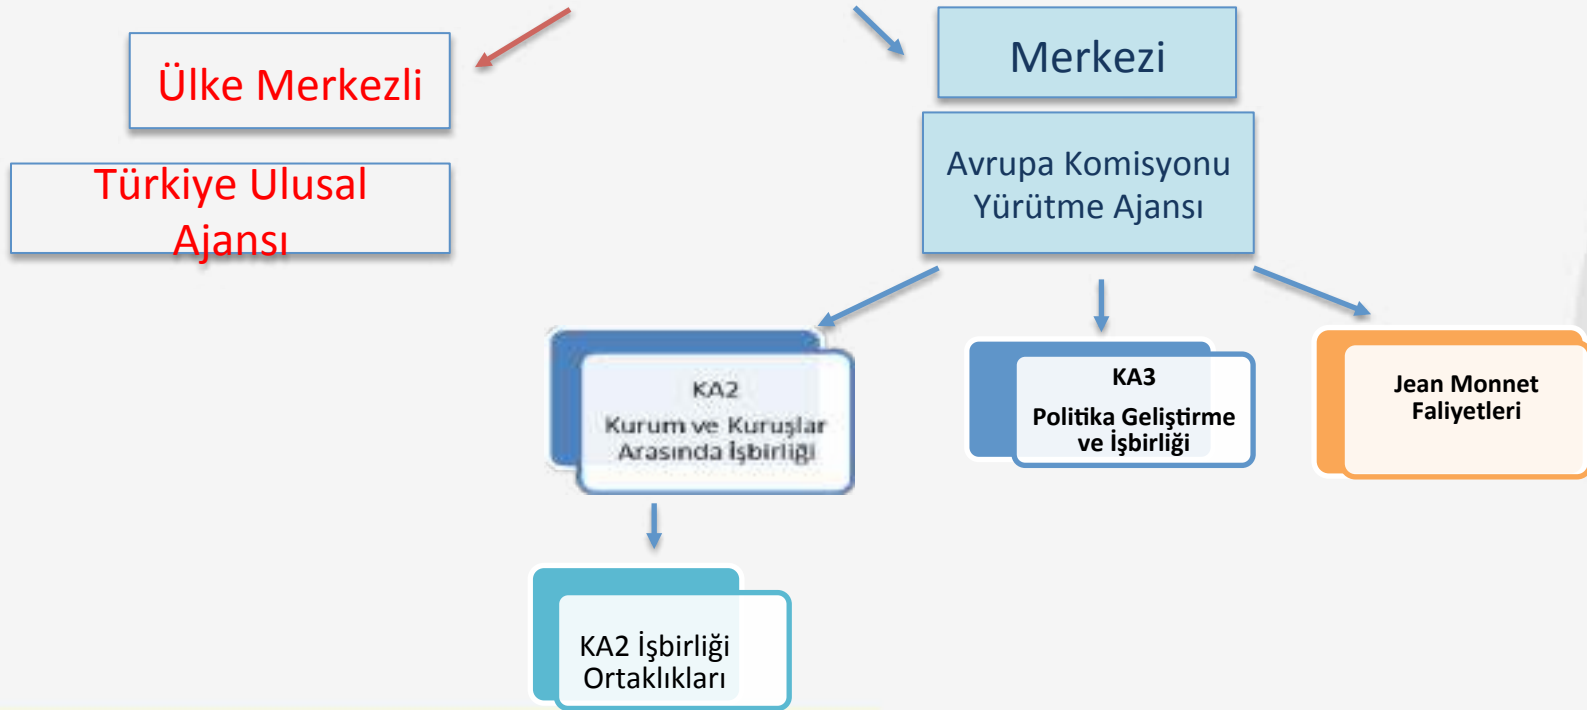 Ülke Merkezli
Türkiye Ulusal
Ajansı
Merkezi
Avrupa Komisyonu
Yürütme Ajansı
KA2
Kurum ve Kuruşlar
Arasında İşbirliği
KA3
Politika Geliştirme
ve İşbirliği
Jean Monnet
Faliyetleri
KA2 İşbirliği
Ortaklıkları